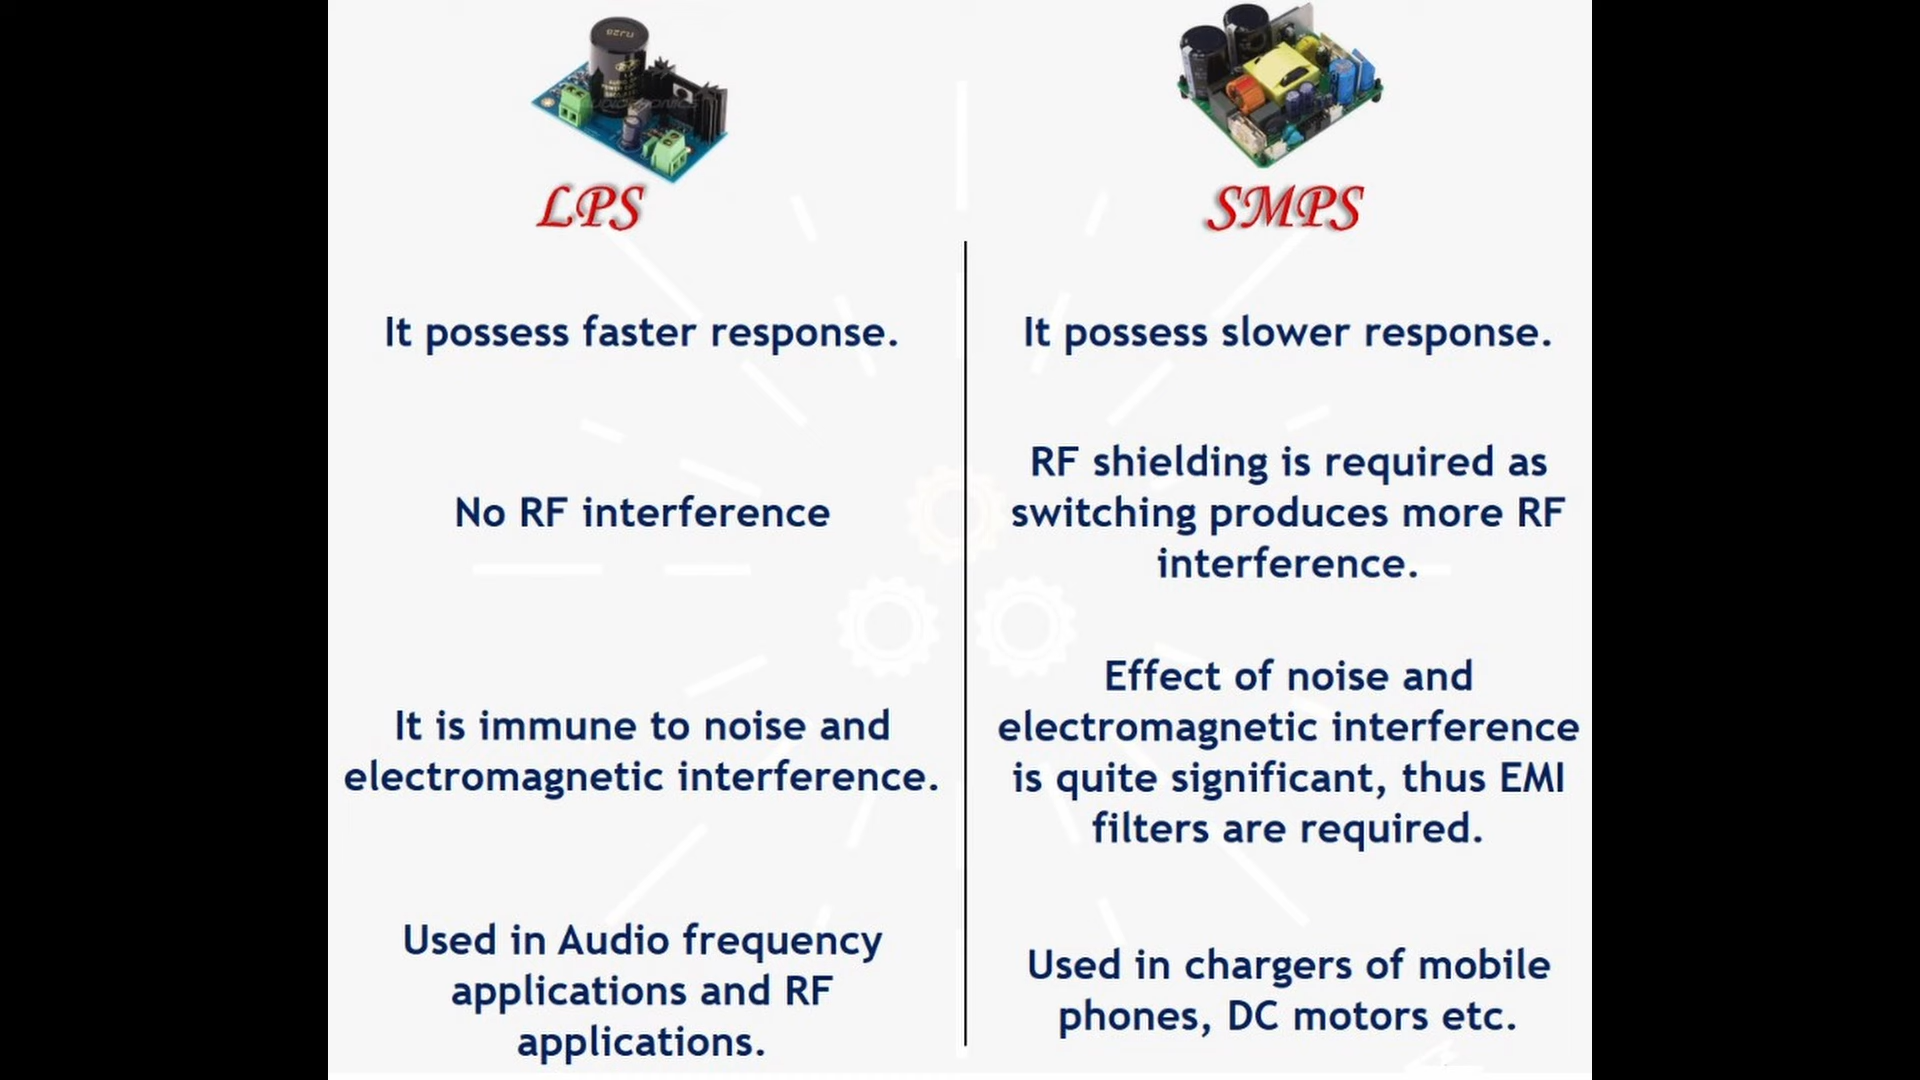 LPS
SMPS
It possess faster response.
It possess slower response.
No RF interference
RF shielding is required as
switching produces more RF
interference.
It is immune to noise and
electromagnetic interference.
Effect of noise and
electromagnetic interference
is quite significant, thus EMI
filters are required.
Used in Audio frequency
applications and RF
applications.
Used in chargers of mobile
phones, DC motors etc.